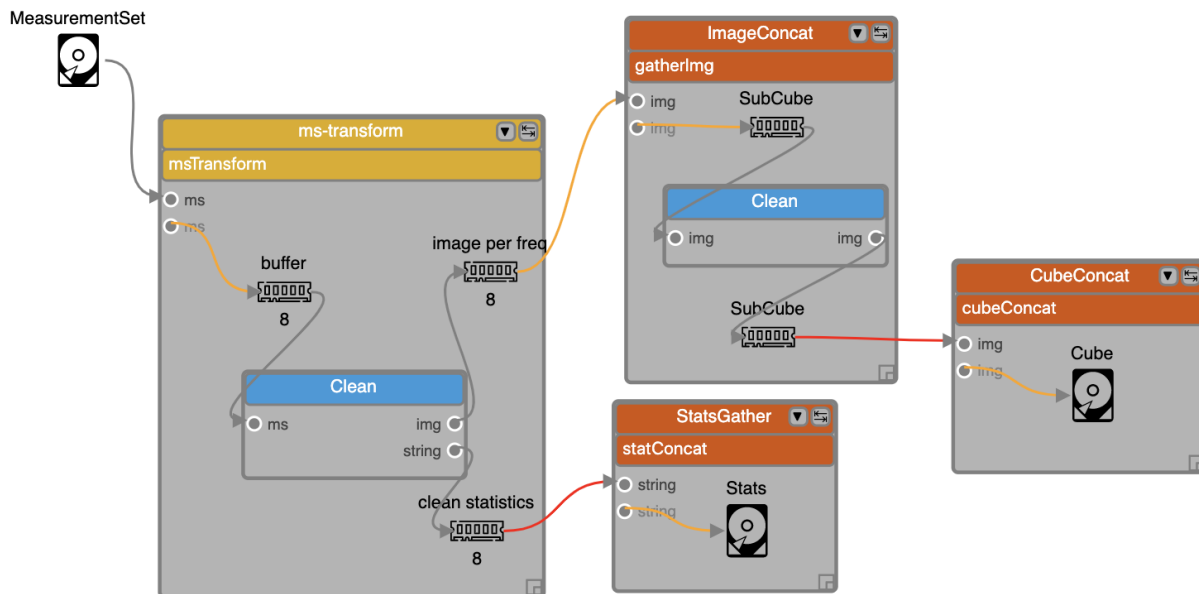 MeasurementSet
ms-transform
msTransform
ms
ms
buffer
8
image per freq
8
Clean
ms
img
string
clean statistics
8
ImageConcat
gatherImg
img
img
SubCube
Clean
img
img
SubCube
StatsGather
statConcat
string
string
Stats
CubeConcat
cubeConcat
img
img
Cube